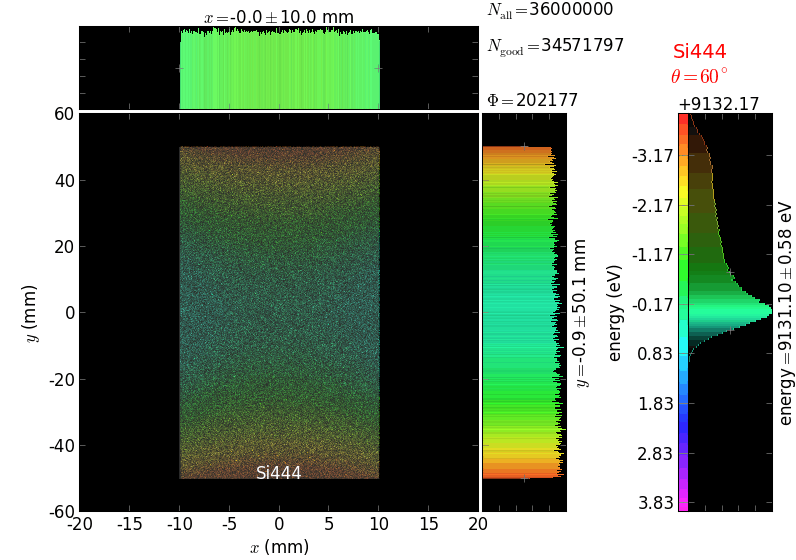 x=-0.0±10.0 mm
N_all=36000000
N_good=34571797
Φ=202177
Si444
θ=60°
+9132.17
60
40
20
0
-20
-40
-60
y (mm)
Si444
-20
-15
-10
-5
0
5
10
15
20
x (mm)
y=-0.9±50.1 mm
energy (eV)
-3.17
-2.17
-1.17
-0.17
0.83
1.83
2.83
3.83
energy=9131.10±0.58 eV